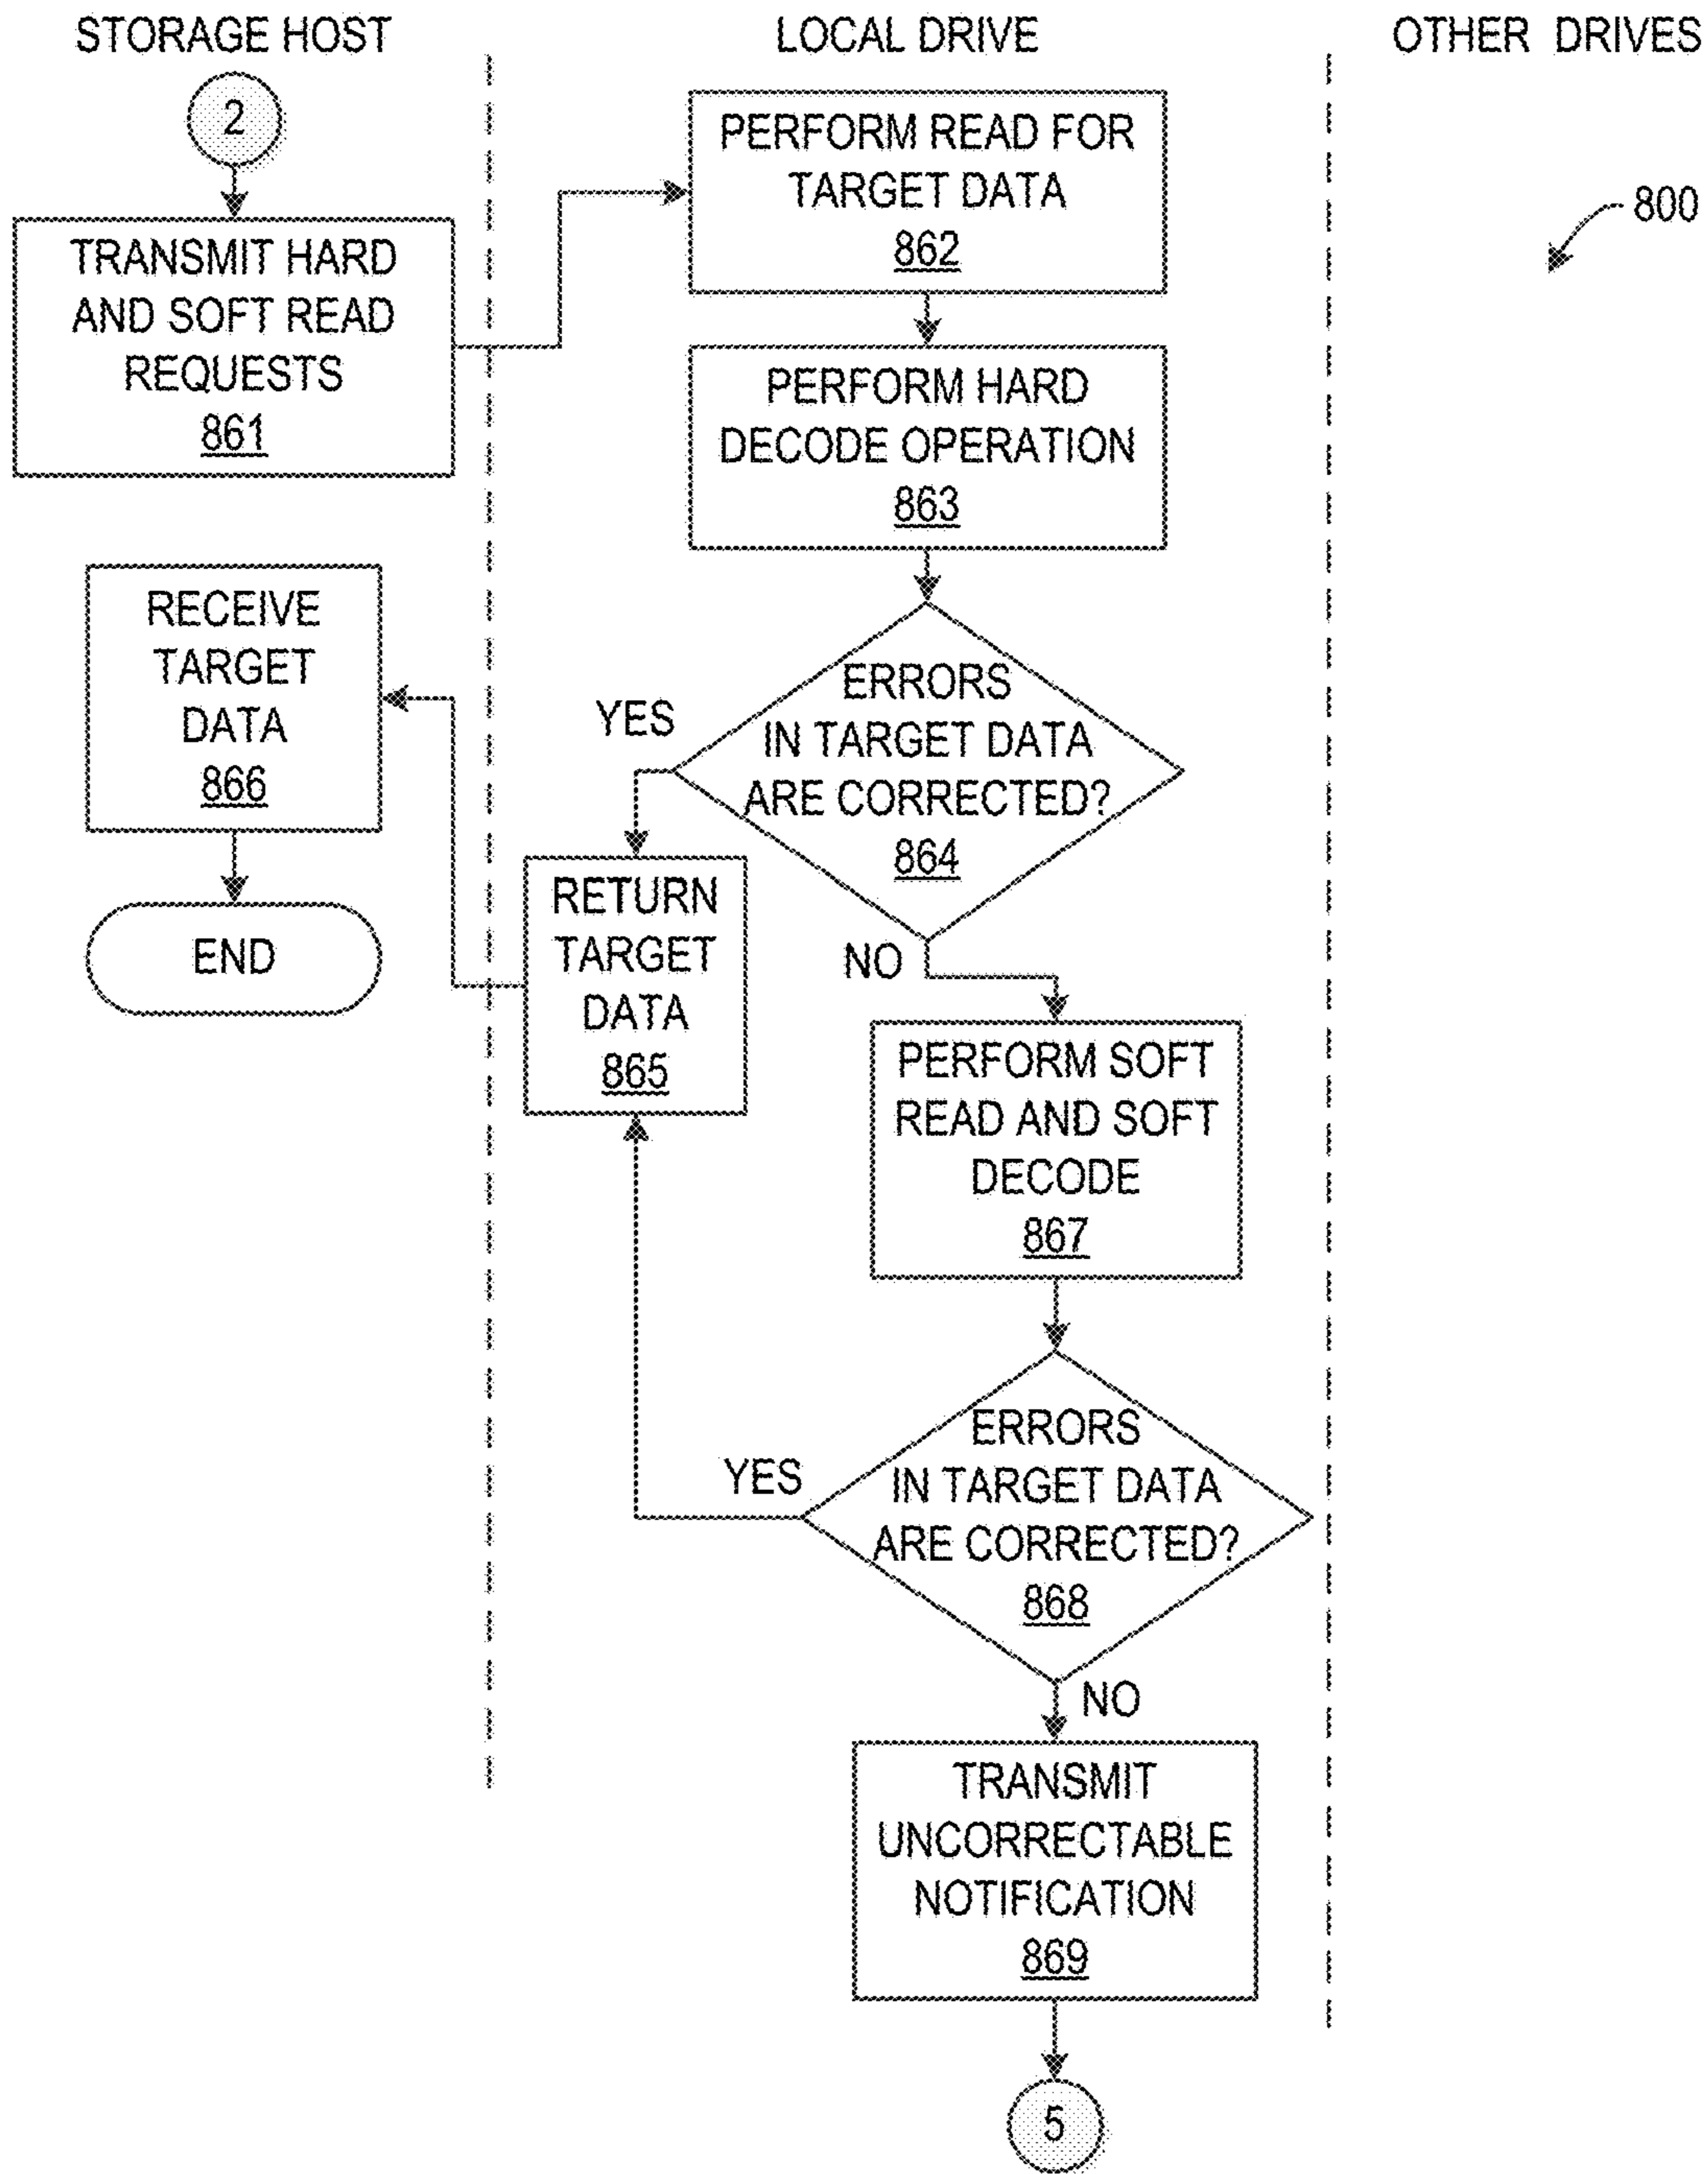 STORAGE HOST
LOCAL DRIVE
OTHER DRIVES
2
TRANSMIT HARD
AND SOFT READ
REQUESTS
861
PERFORM READ FOR
TARGET DATA
862
800
PERFORM HARD
DECODE OPERATION
863
ERRORS
IN TARGET DATA
ARE CORRECTED?
864
YES
NO
RETURN
TARGET
DATA
865
RECEIVE
TARGET
DATA
866
END
PERFORM SOFT
READ AND SOFT
DECODE
867
ERRORS
IN TARGET DATA
ARE CORRECTED?
868
YES
NO
TRANSMIT
UNCORRECTABLE
NOTIFICATION
869
5